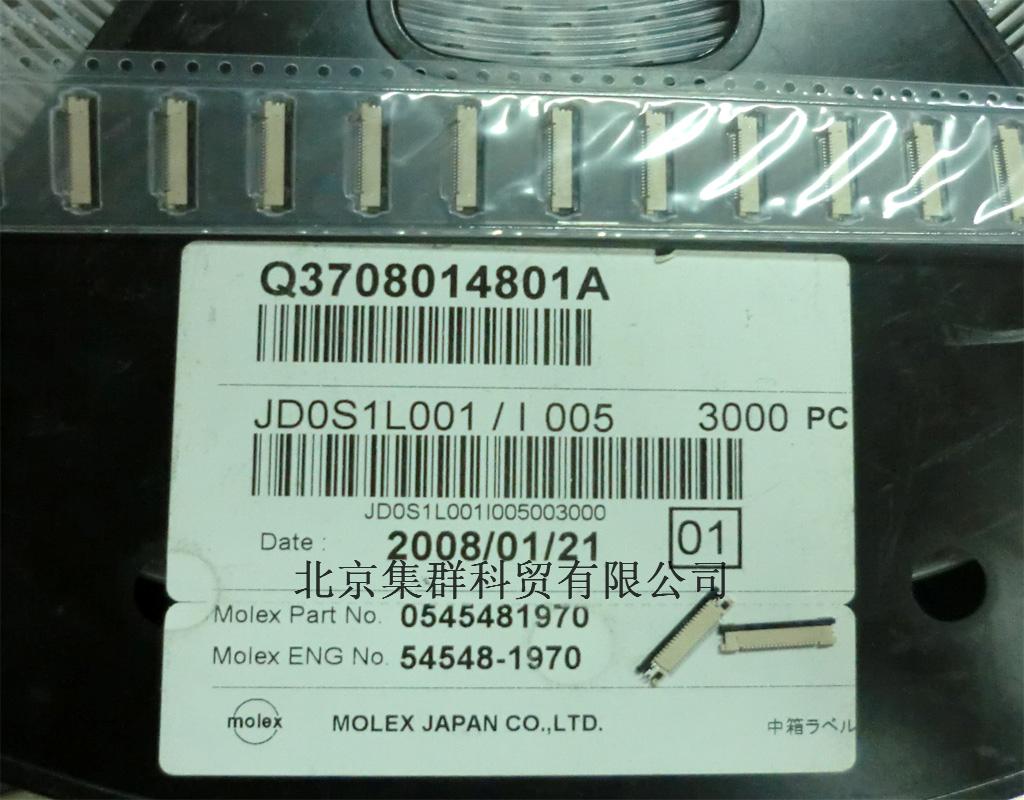 Q3708014801A
JD0S1L001 / I 005 3000 PC
JD0S1L001I005003000
Date : 2008/01/21 01
北京集群科贸有限公司
Molex Part No. 0545481970
Molex ENG No. 54548-1970
molex MOLEX JAPAN CO.,LTD. 中箱ラベル